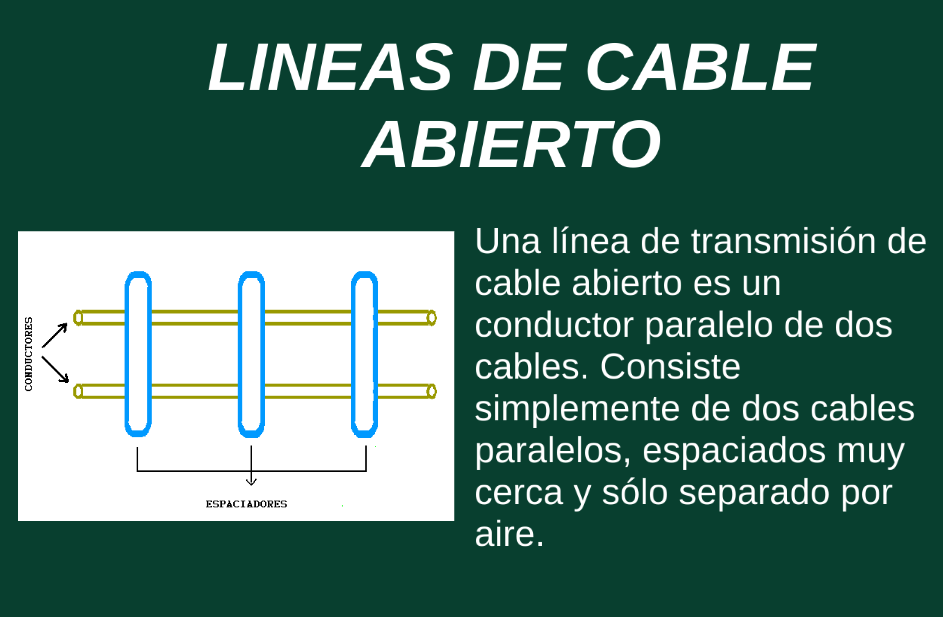 LINEAS DE CABLE
ABIERTO
Una línea de transmisión de
cable abierto es un
conductor paralelo de dos
cables. Consiste
simplemente de dos cables
paralelos, espaciados muy
cerca y sólo separado por
aire.
CONDUCTORES
ESPACIADORES